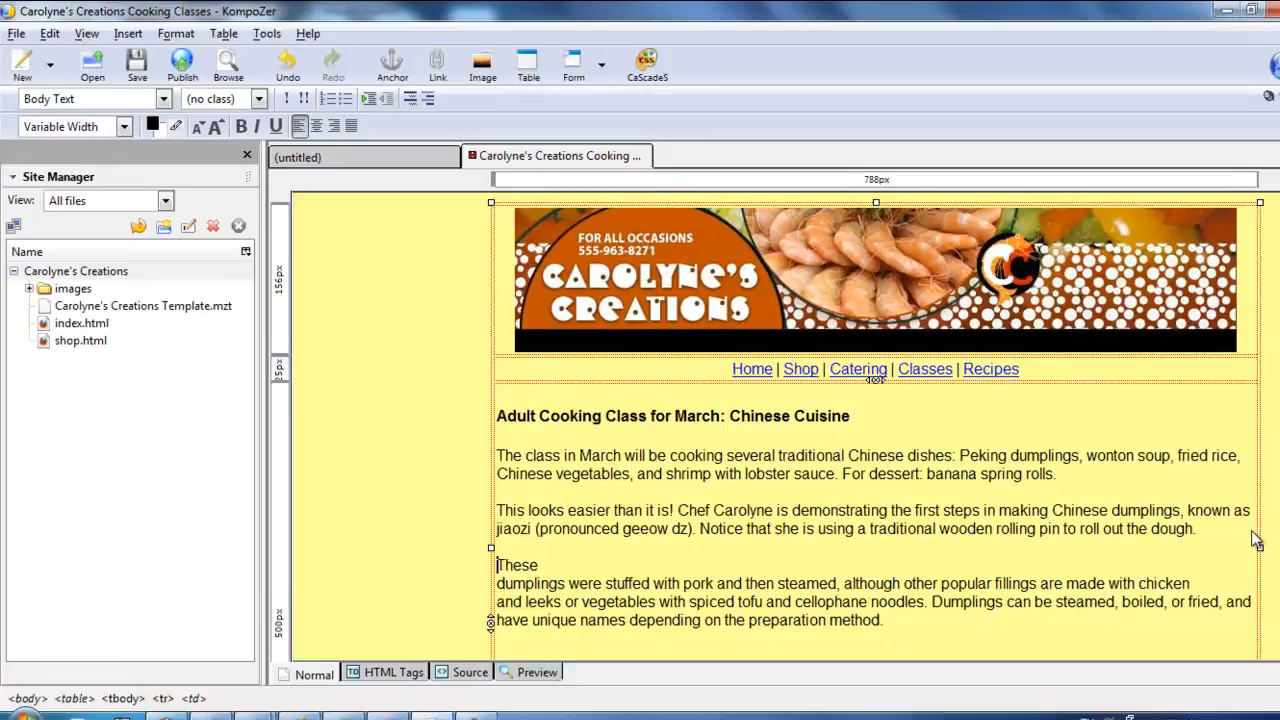 Carolyne's Creations Cooking Classes - KompoZer
File Edit View Insert Format Table Tools Help
New Open Save Publish Browse Undo Redo Anchor Link Image Table Form CaScadeS
Body Text (no class)
Variable Width
(untitled) Carolyne's Creations Cooking ...
Site Manager
788px
View: All files
Name
Carolyne's Creations
images
Carolyne's Creations Template.mzt
index.html
shop.html
156px
25px
500px
FOR ALL OCCASIONS
555-963-8271
CAROLYNE'S
CREATIONS
CC
Home | Shop | Catering | Classes | Recipes
Adult Cooking Class for March: Chinese Cuisine
The class in March will be cooking several traditional Chinese dishes: Peking dumplings, wonton soup, fried rice,
Chinese vegetables, and shrimp with lobster sauce. For dessert: banana spring rolls.
This looks easier than it is! Chef Carolyne is demonstrating the first steps in making Chinese dumplings, known as
jiaozi (pronounced geeow dz). Notice that she is using a traditional wooden rolling pin to roll out the dough.
These
dumplings were stuffed with pork and then steamed, although other popular fillings are made with chicken
and leeks or vegetables with spiced tofu and cellophane noodles. Dumplings can be steamed, boiled, or fried, and
have unique names depending on the preparation method.
Normal HTML Tags Source Preview
<body> <table> <tbody> <tr> <td>